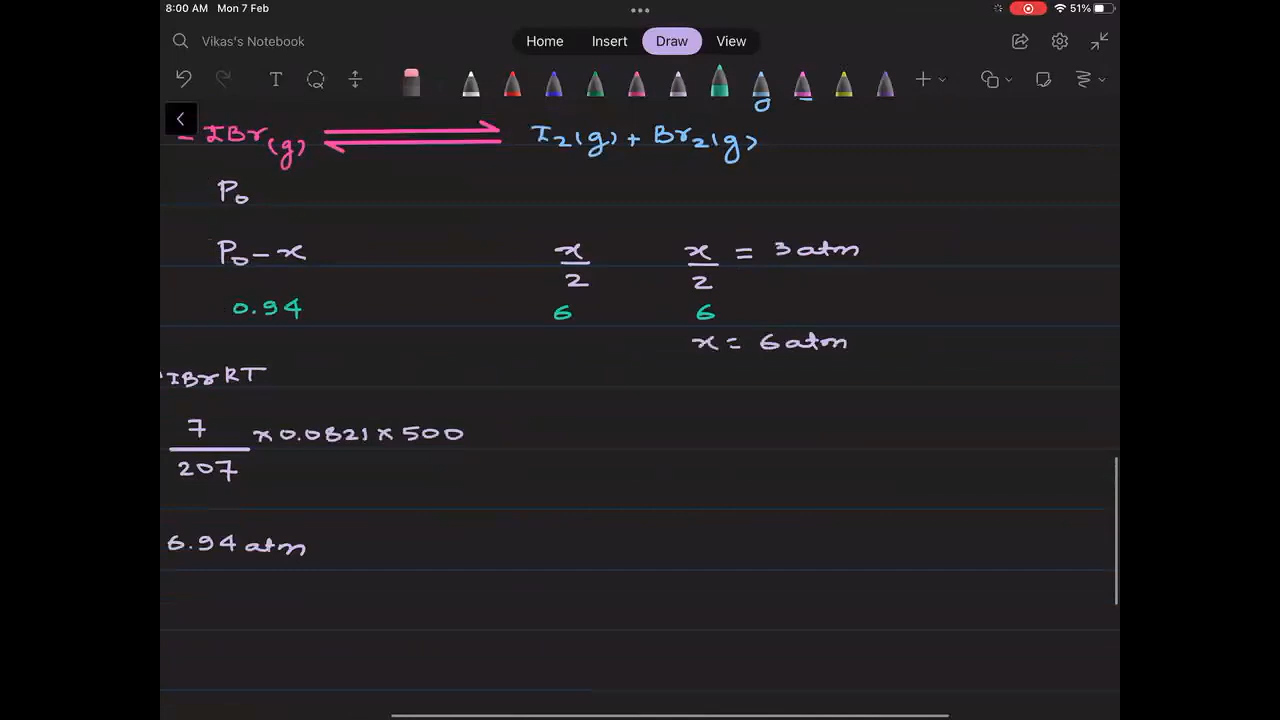 8:00 AM Mon 7 Feb
51%
Vikas's Notebook
Home Insert Draw View
IBr(g) ⇌ I2(g) + Br2(g)
P0
P0 - x x/2 x/2 = 3 atm
0.94 6 6
x = 6 atm
IBr RT
7/207 × 0.0821 × 500
6.94 atm